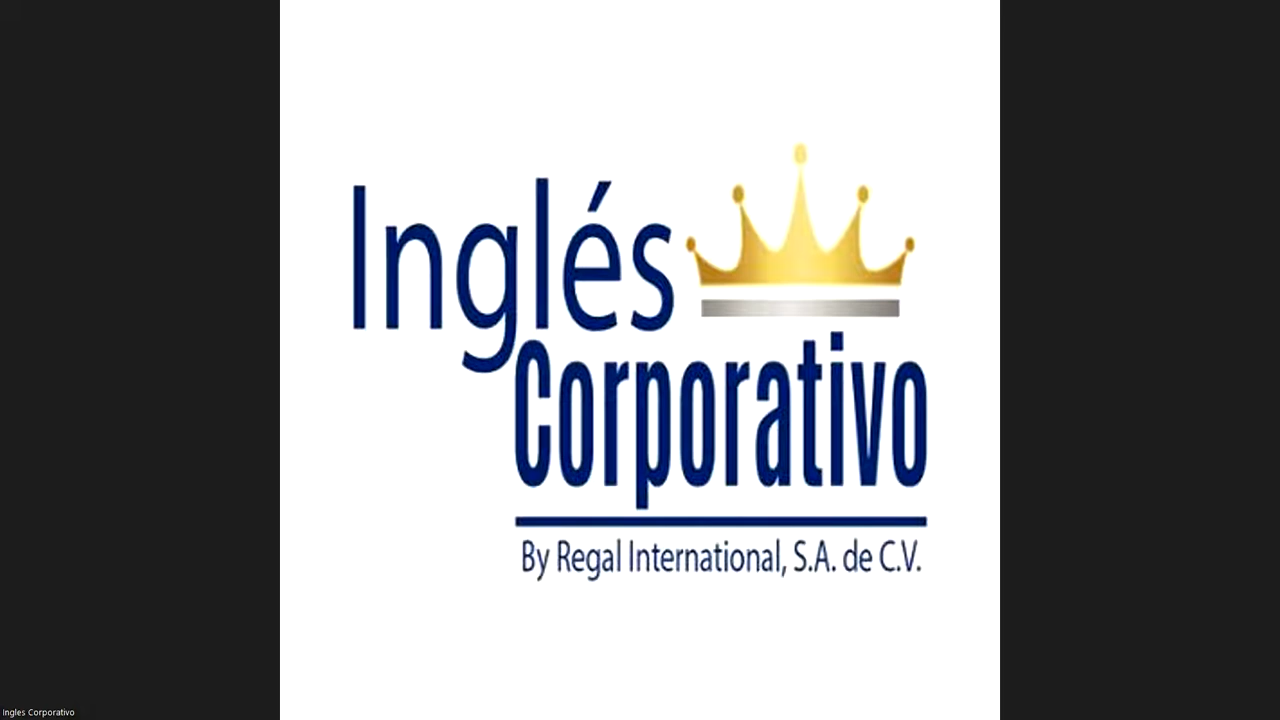 Inglés
Corporativo
By Regal International, S.A. de C.V.
Ingles Corporativo